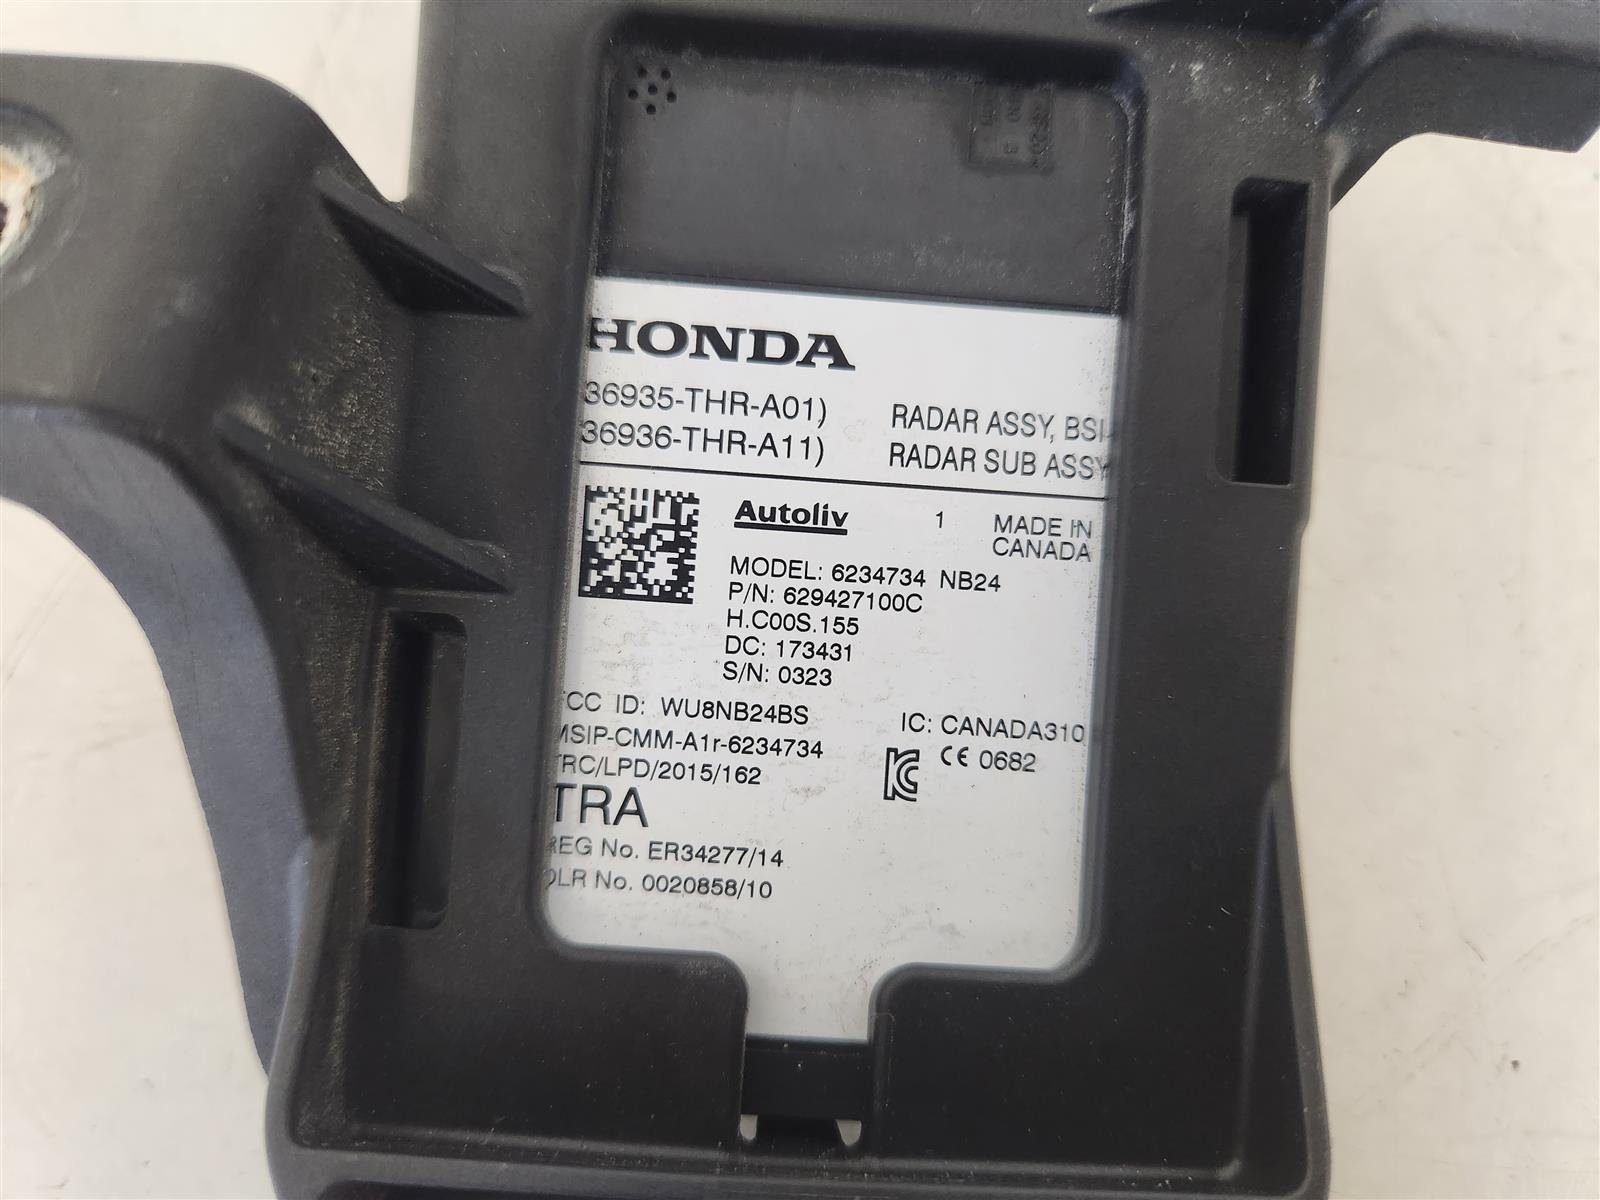 HONDA
36935-THR-A01) RADAR ASSY, BSI-
36936-THR-A11) RADAR SUB ASSY
Autoliv 1 MADE IN
CANADA
MODEL: 6234734 NB24
P/N: 629427100C
H.C00S.155
DC: 173431
S/N: 0323
FCC ID: WU8NB24BS IC: CANADA310
MSIP-CMM-A1r-6234734 CE 0682
TRC/LPD/2015/162
TRA
REG No. ER34277/14
DLR No. 0020858/10